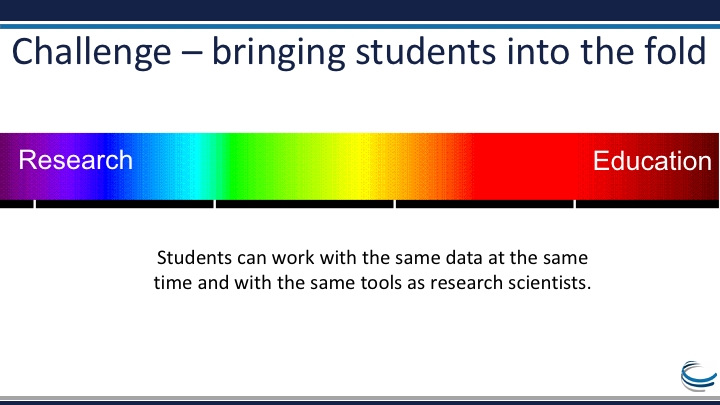 Challenge – bringing students into the fold
Research
Education
Students can work with the same data at the same
time and with the same tools as research scientists.